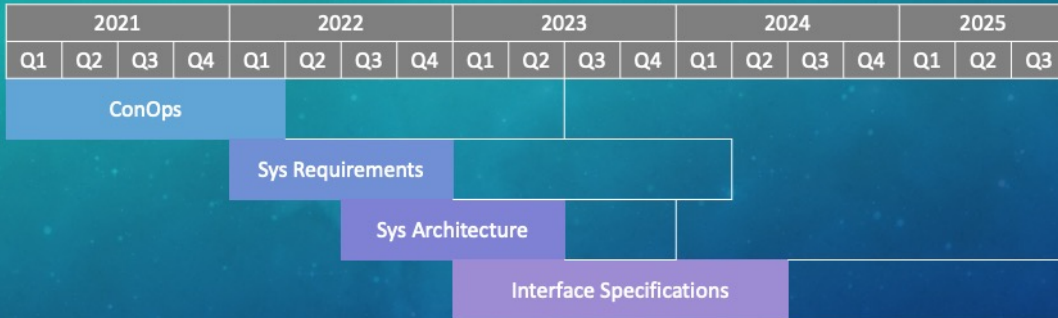 2021 2022 2023 2024 2025
Q1 Q2 Q3 Q4 Q1 Q2 Q3 Q4 Q1 Q2 Q3 Q4 Q1 Q2 Q3 Q4 Q1 Q2 Q3
ConOps
Sys Requirements
Sys Architecture
Interface Specifications